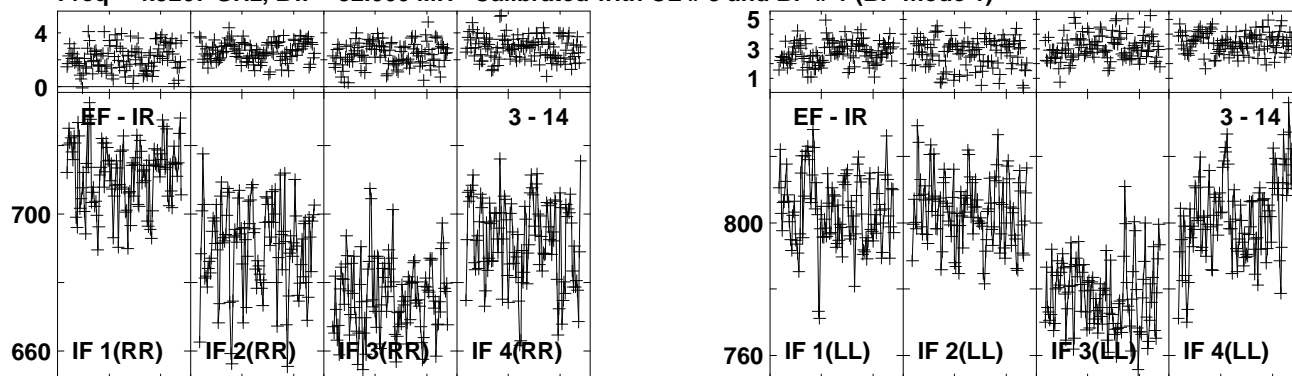 4
0
EF - IR
3 - 14
700
660
IF 1(RR)
IF 2(RR)
IF 3(RR)
IF 4(RR)
5
3
1
EF - IR
3 - 14
800
760
IF 1(LL)
IF 2(LL)
IF 3(LL)
IF 4(LL)